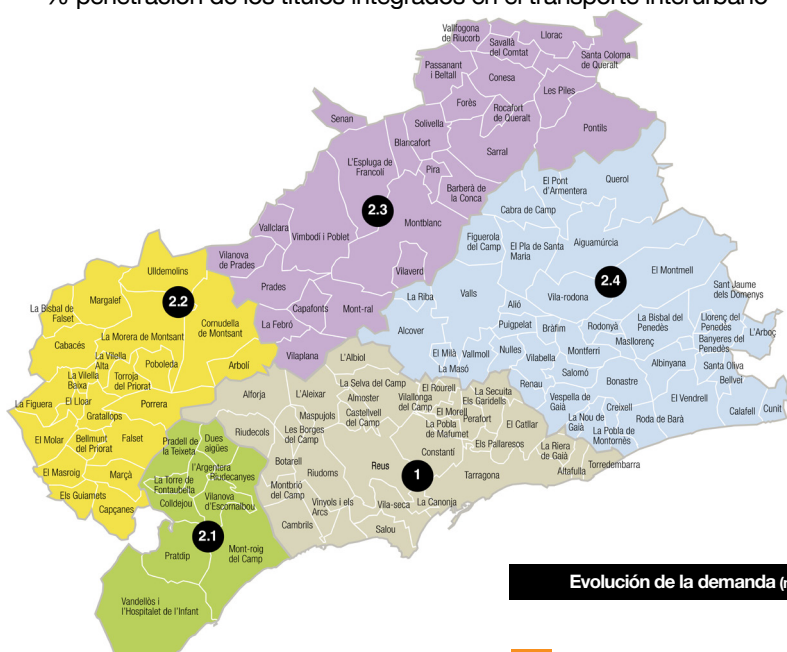 % penetración de los títulos integrados en el transporte interurbano
Vallfogona
de Riucorb
Savallà
del Comtat
Llorac
Santa Coloma
de Queralt
Passanant
i Beltall
Conesa
Les Piles
Forès
Rocafort
de Queralt
Senan
Solivella
Blancafort
Pontils
L'Espluga de
Francolí
Sarral
Pira
Barberà de
la Conca
2.3
Montblanc
Vallclara
Vimbodí i Poblet
Vilanova
de Prades
Vilaverd
Prades
Capafonts
Mont-ral
La Febró
Vilaplana
El Pont
d'Armentera
Querol
Cabra de Camp
Figuerola
del Camp
El Pla de Santa
Maria
Aiguamúrcia
2.4
El Montmell
Sant Jaume
dels Domenys
La Riba
Valls
Vila-rodona
Alió
Alcover
Puigpelat
Bràfim
Rodonyà
La Bisbal del
Penedès
Llorenç del
Penedès
L'Arboç
Masllorenç
Banyeres del
Penedès
El Milà
Vallmoll
Nulles
Vilabella
Montferri
Albinyana
Santa Oliva
La Masó
Salomó
Bellvei
Renau
Bonastre
Vespella de
Gaià
El Vendrell
Creixell
Calafell
Cunit
La Nou de
Gaià
Roda de Barà
La Pobla de
Montornès
Ulldemolins
2.2
Margalef
La Bisbal de
Falset
Cornudella
de Montsant
Cabacés
La Morera de Montsant
La Vilella
Alta
Poboleda
Arbolí
La Vilella
Baixa
Torroja
del Priorat
La Figuera
El Lloar
Porrera
Gratallops
El Molar
Bellmunt
del Priorat
Falset
El Masroig
Marçà
Els Guiamets
Capçanes
L'Albiol
Alforja
L'Aleixar
La Selva del Camp
El Rourell
La Secuita
Almoster
Vilallonga
del Camp
Els Garidells
Maspujols
Castellvell
del Camp
El Morell
Perafort
Riudecols
Les Borges
del Camp
La Pobla
de Mafumet
El Catllar
Els Pallaresos
Botarell
Constantí
La Riera
de Gaià
Riudoms
Reus
1
Tarragona
Altafulla
Torredembarra
Montbrió
del Camp
Vinyols i els
Arcs
Vila-seca
La Canonja
Cambrils
Salou
Pradell de
la Teixeta
Dues
aigües
l'Argentera
Riudecanyes
La Torre de
Fontaubella
Colldejou
Vilanova
d'Escornalbou
2.1
Pratdip
Mont-roig
del Camp
Vandellòs i
l'Hospitalet de l'Infant
Evolución de la demanda